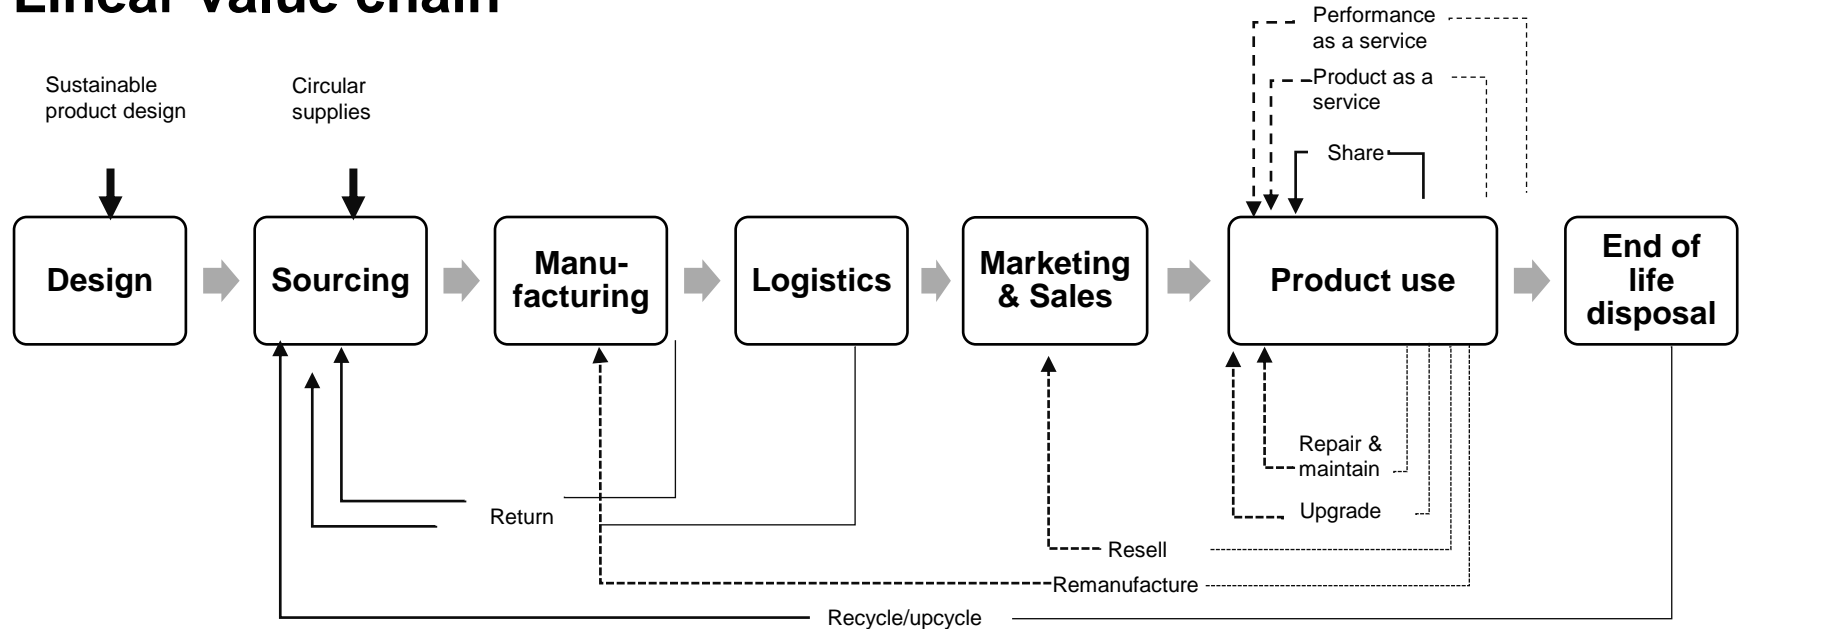 Linear value chain
Performance
as a service
Sustainable
product design
Circular
supplies
Product as a
service
Share
Design
Sourcing
Manu-
facturing
Logistics
Marketing
& Sales
Product use
End of
life
disposal
Repair &
maintain
Return
Upgrade
Resell
Remanufacture
Recycle/upcycle